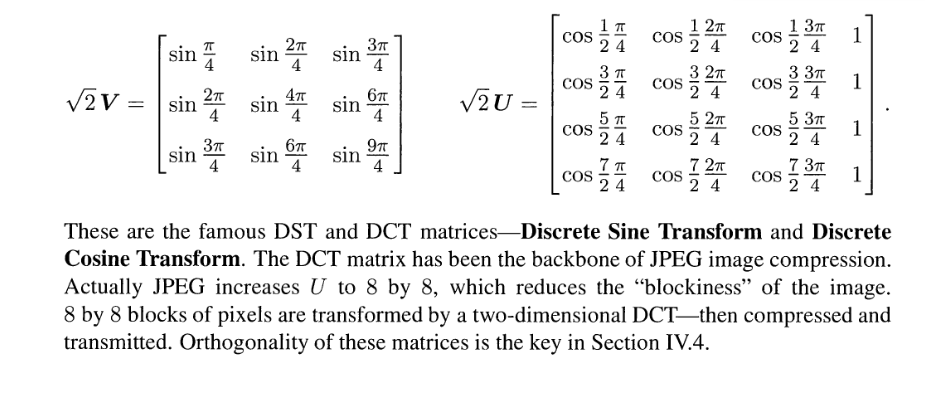 √2 V = [ sin π/4   sin 2π/4   sin 3π/4 ; sin 2π/4   sin 4π/4   sin 6π/4 ; sin 3π/4   sin 6π/4   sin 9π/4 ]   √2 U = [ cos 1/2 π/4   cos 1/2 2π/4   cos 1/2 3π/4   1 ; cos 3/2 π/4   cos 3/2 2π/4   cos 3/2 3π/4   1 ; cos 5/2 π/4   cos 5/2 2π/4   cos 5/2 3π/4   1 ; cos 7/2 π/4   cos 7/2 2π/4   cos 7/2 3π/4   1 ] .
These are the famous DST and DCT matrices—Discrete Sine Transform and Discrete
Cosine Transform. The DCT matrix has been the backbone of JPEG image compression.
Actually JPEG increases U to 8 by 8, which reduces the “blockiness” of the image.
8 by 8 blocks of pixels are transformed by a two-dimensional DCT—then compressed and
transmitted. Orthogonality of these matrices is the key in Section IV.4.